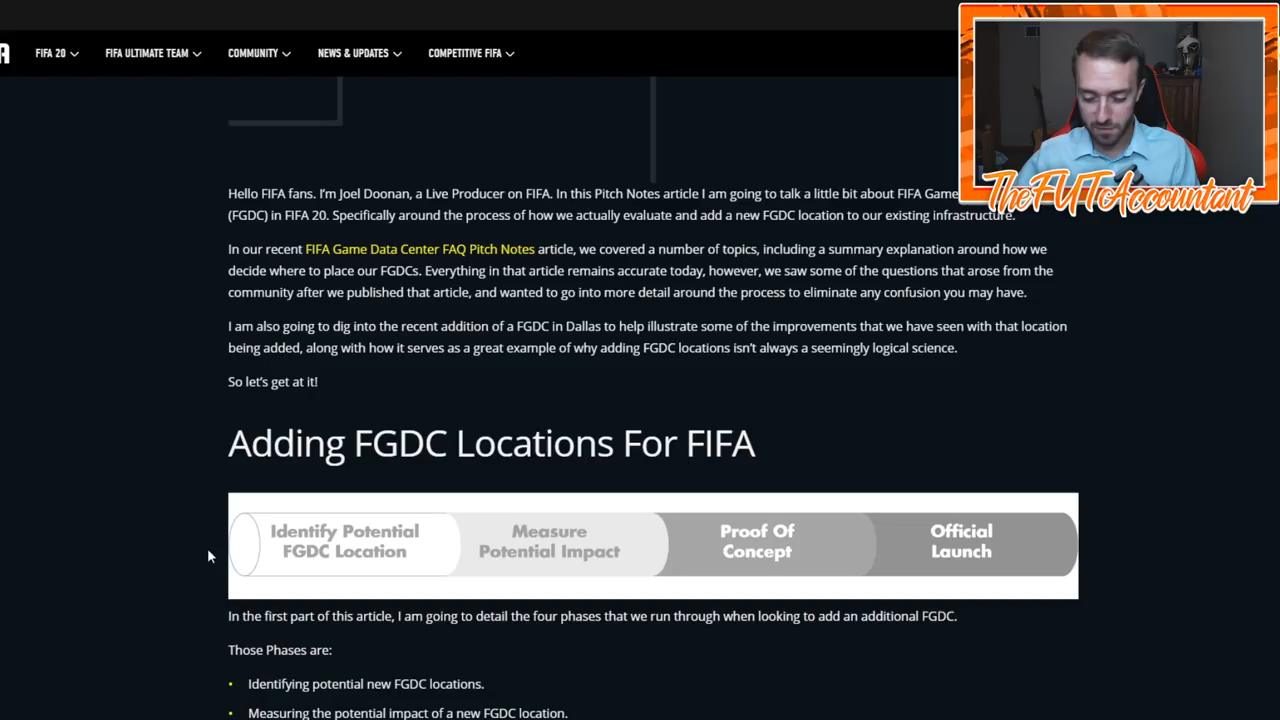 FIFA 20
FIFA ULTIMATE TEAM
COMMUNITY
NEWS & UPDATES
COMPETITIVE FIFA
TheFUTAccountant
Hello FIFA fans. I'm Joel Doonan, a Live Producer on FIFA. In this Pitch Notes article I am going to talk a little bit about FIFA Game
(FGDC) in FIFA 20. Specifically around the process of how we actually evaluate and add a new FGDC location to our existing infrastructure.
In our recent FIFA Game Data Center FAQ Pitch Notes article, we covered a number of topics, including a summary explanation around how we
decide where to place our FGDCs. Everything in that article remains accurate today, however, we saw some of the questions that arose from the
community after we published that article, and wanted to go into more detail around the process to eliminate any confusion you may have.
I am also going to dig into the recent addition of a FGDC in Dallas to help illustrate some of the improvements that we have seen with that location
being added, along with how it serves as a great example of why adding FGDC locations isn't always a seemingly logical science.
So let's get at it!
Adding FGDC Locations For FIFA
Identify Potential
FGDC Location
Measure
Potential Impact
Proof Of
Concept
Official
Launch
In the first part of this article, I am going to detail the four phases that we run through when looking to add an additional FGDC.
Those Phases are:
• Identifying potential new FGDC locations.
• Measuring the potential impact of a new FGDC location.